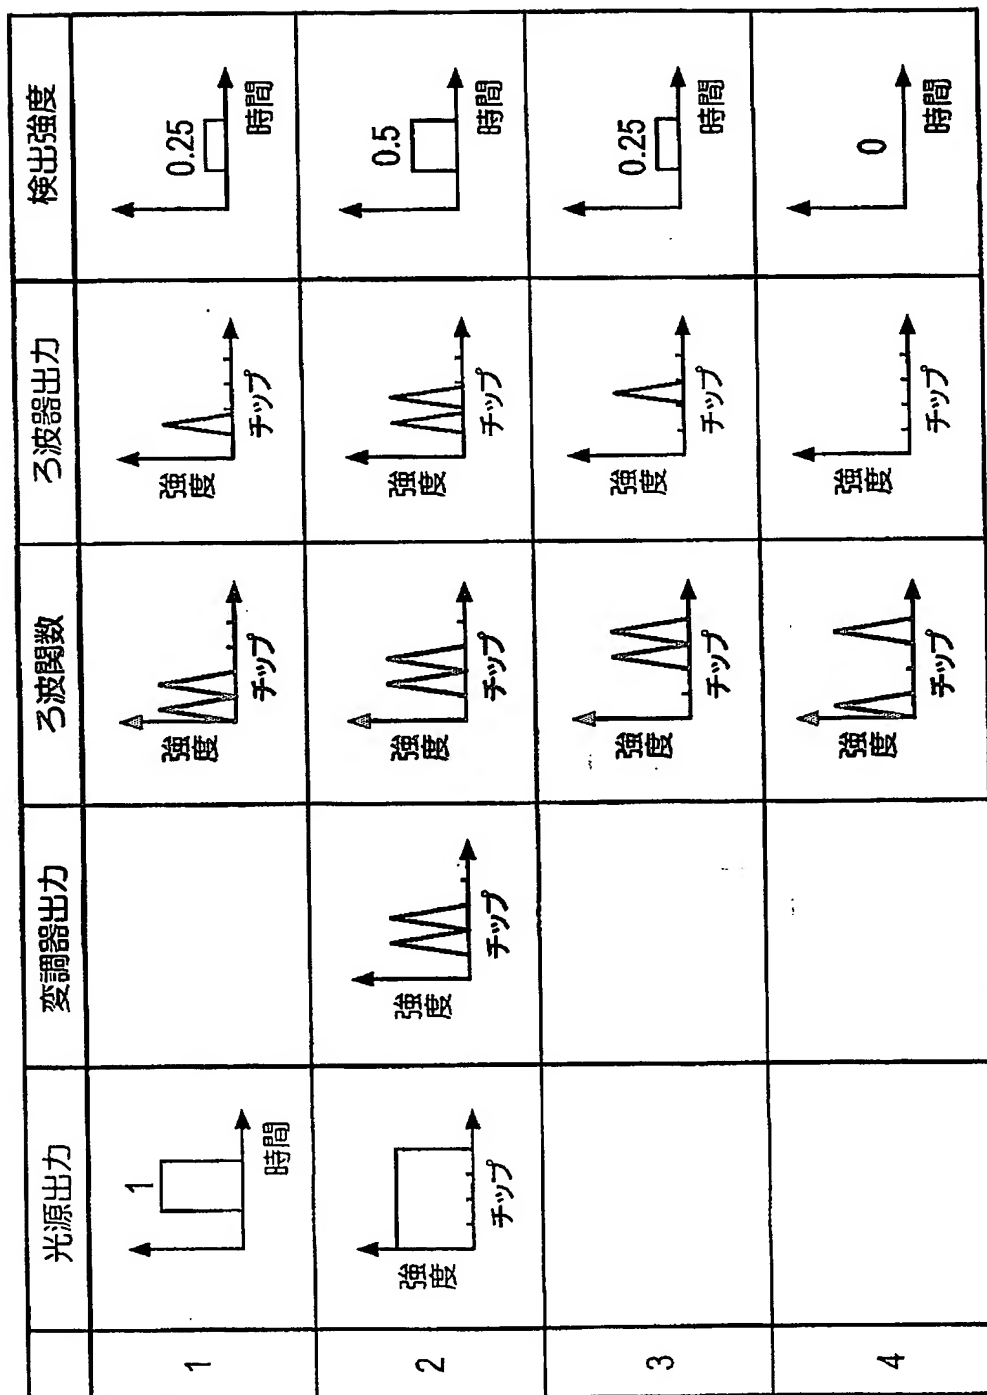 光源出力
変調器出力
ろ波関数
ろ波器出力
検出強度
1
1
時間
強度
チップ
強度
チップ
0.25
時間
2
強度
チップ
強度
チップ
強度
チップ
強度
チップ
0.5
時間
3
強度
チップ
強度
チップ
0.25
時間
4
強度
チップ
強度
チップ
0
時間